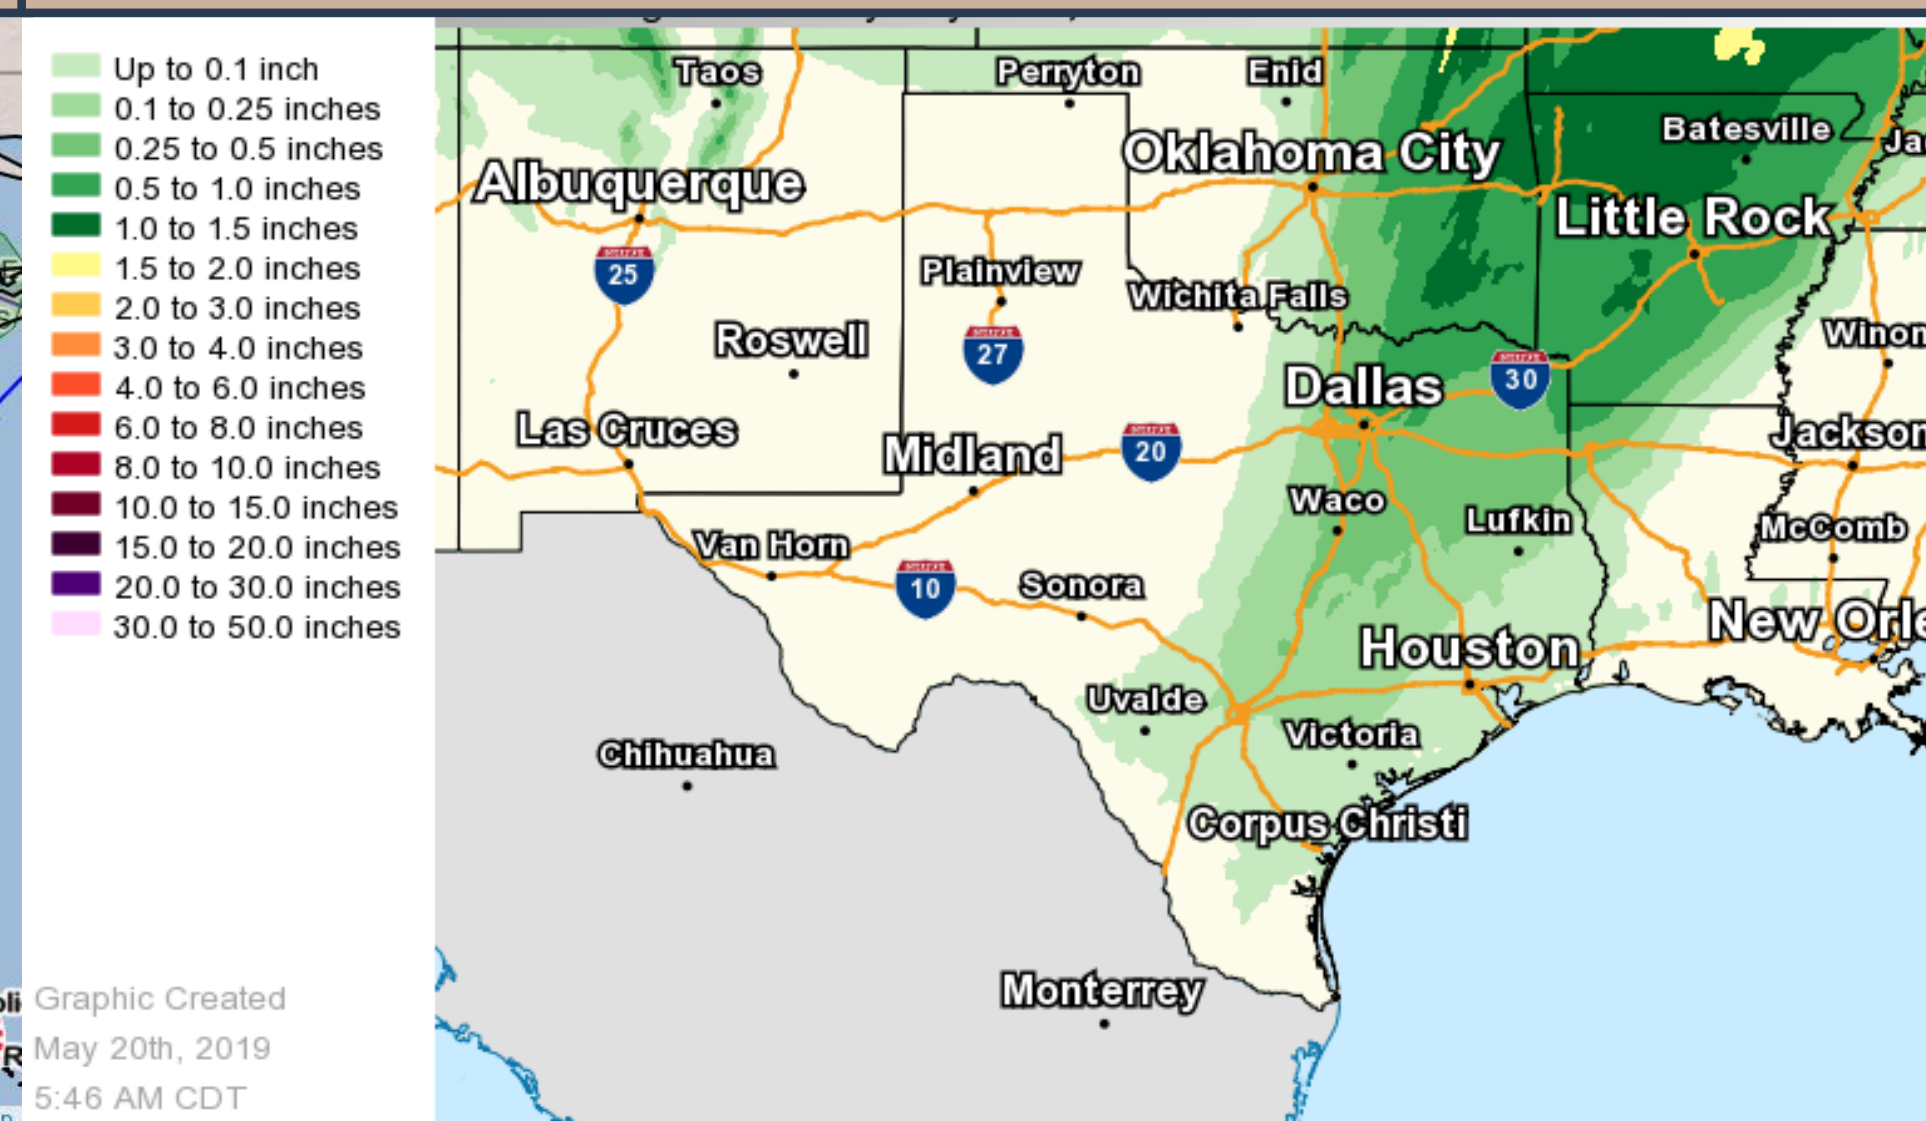 Up to 0.1 inch
0.1 to 0.25 inches
0.25 to 0.5 inches
0.5 to 1.0 inches
1.0 to 1.5 inches
1.5 to 2.0 inches
2.0 to 3.0 inches
3.0 to 4.0 inches
4.0 to 6.0 inches
6.0 to 8.0 inches
8.0 to 10.0 inches
10.0 to 15.0 inches
15.0 to 20.0 inches
20.0 to 30.0 inches
30.0 to 50.0 inches
Graphic Created
May 20th, 2019
5:46 AM CDT
Taos
Perryton
Enid
Batesville
Ja
Oklahoma City
Albuquerque
Little Rock
25
Plainview
Wichita Falls
Roswell
27
Winon
Dallas
30
Las Cruces
Midland
20
Jackson
Waco
Lufkin
McComb
Van Horn
10
Sonora
New Orle
Houston
Uvalde
Victoria
Chihuahua
Corpus Christi
Monterrey